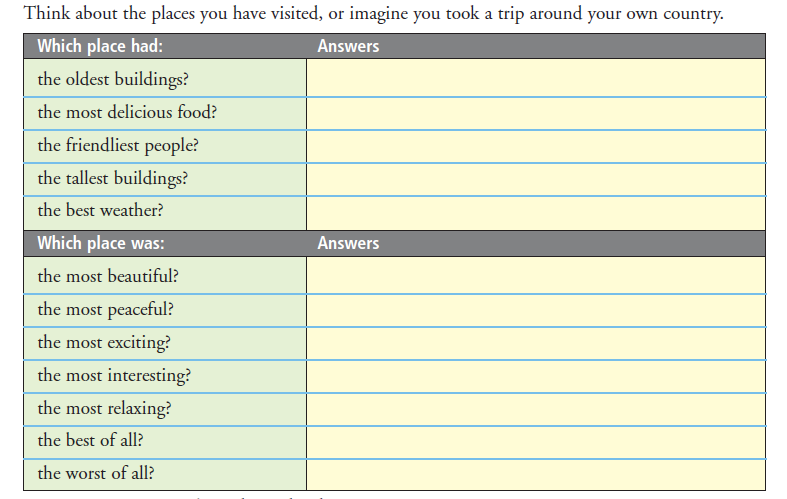 Think about the places you have visited, or imagine you took a trip around your own country.
Which place had: Answers
the oldest buildings?
the most delicious food?
the friendliest people?
the tallest buildings?
the best weather?
Which place was: Answers
the most beautiful?
the most peaceful?
the most exciting?
the most interesting?
the most relaxing?
the best of all?
the worst of all?